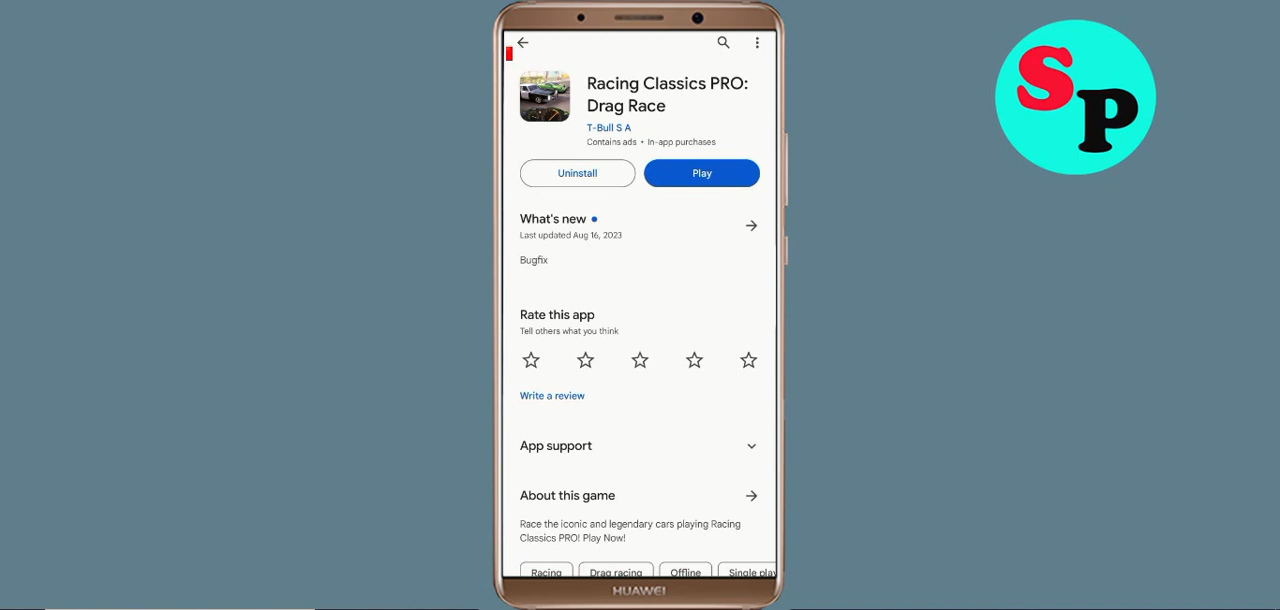 Racing Classics PRO:
Drag Race
T-Bull S A
Contains ads • In-app purchases
Uninstall
Play
What's new
Last updated Aug 16, 2023
Bugfix
Rate this app
Tell others what you think
Write a review
App support
About this game
Race the iconic and legendary cars playing Racing
Classics PRO! Play Now!
Racing
Drag racing
Offline
Single play
HUAWEI
SP